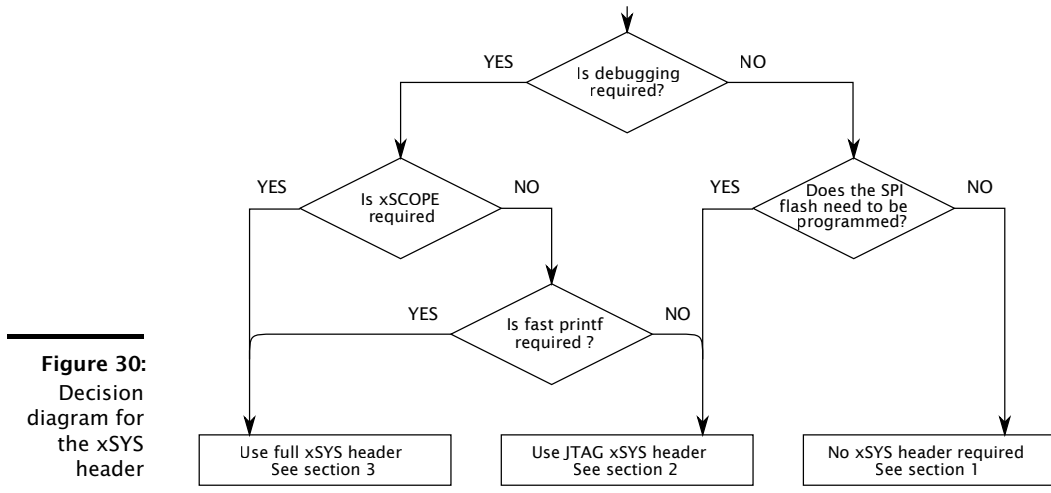 Is debugging
required?
YES
NO
Is xSCOPE
required
YES
NO
Does the SPI
flash need to be
programmed?
YES
NO
Is fast printf
required ?
YES
NO
Use full xSYS header
See section 3
Use JTAG xSYS header
See section 2
No xSYS header required
See section 1
Figure 30:
Decision
diagram for
the xSYS
header